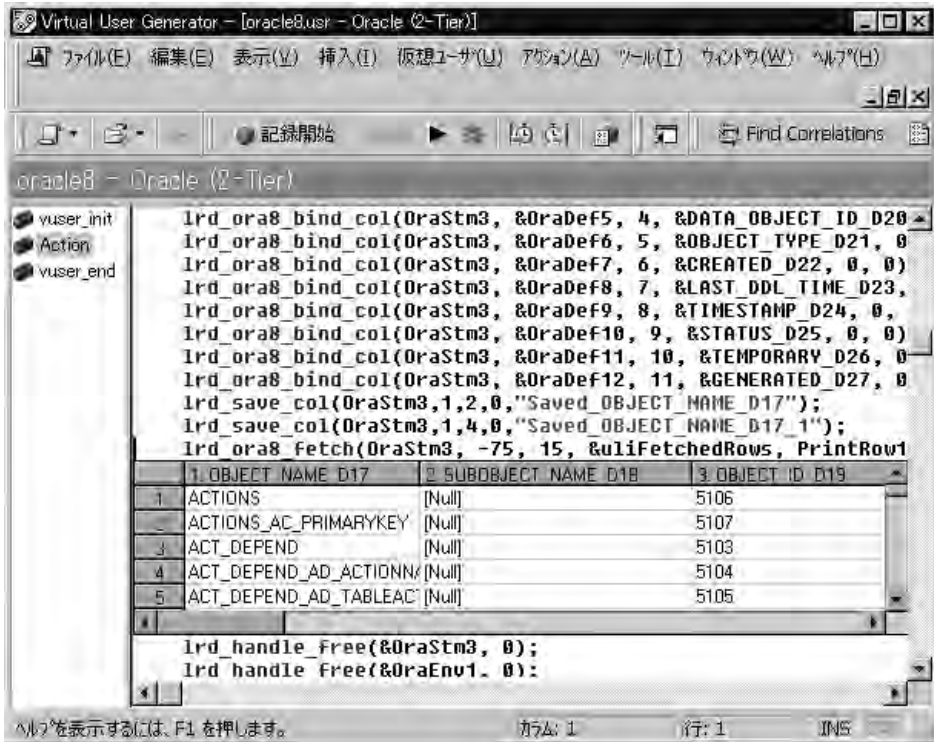 Virtual User Generator - [oracle8.usr - Oracle (2-Tier)]
ファイル(F) 編集(E) 表示(V) 挿入(I) 仮想ユーザ(U) アクション(A) ツール(T) ウィンドウ(W) ヘルプ(H)
記録開始 Find Correlations
oracle8 - Oracle (2-Tier)
vuser_init
Action
vuser_end
lrd_ora8_bind_col(OraStm3, &OraDef5, 4, &DATA_OBJECT_ID_D20
lrd_ora8_bind_col(OraStm3, &OraDef6, 5, &OBJECT_TYPE_D21, 0
lrd_ora8_bind_col(OraStm3, &OraDef7, 6, &CREATED_D22, 0, 0)
lrd_ora8_bind_col(OraStm3, &OraDef8, 7, &LAST_DDL_TIME_D23,
lrd_ora8_bind_col(OraStm3, &OraDef9, 8, &TIMESTAMP_D24, 0,
lrd_ora8_bind_col(OraStm3, &OraDef10, 9, &STATUS_D25, 0, 0)
lrd_ora8_bind_col(OraStm3, &OraDef11, 10, &TEMPORARY_D26, 0
lrd_ora8_bind_col(OraStm3, &OraDef12, 11, &GENERATED_D27, 0
lrd_save_col(OraStm3,1,2,0,"Saved_OBJECT_NAME_D17");
lrd_save_col(OraStm3,1,4,0,"Saved_OBJECT_NAME_D17_1");
lrd_ora8_fetch(OraStm3, -75, 15, &uliFetchedRows, PrintRow1
1. OBJECT_NAME_D17 2. SUBOBJECT_NAME_D18 3. OBJECT_ID_D19
1 ACTIONS [Null] 5106
ACTIONS_AC_PRIMARYKEY [Null] 5107
3 ACT_DEPEND [Null] 5103
4 ACT_DEPEND_AD_ACTIONN [Null] 5104
5 ACT_DEPEND_AD_TABLEAC [Null] 5105
lrd_handle_free(&OraStm3, 0);
lrd_handle_free(&OraEnv1, 0);
ヘルプを表示するには、F1 を押します。 カラム: 1 行: 1 INS